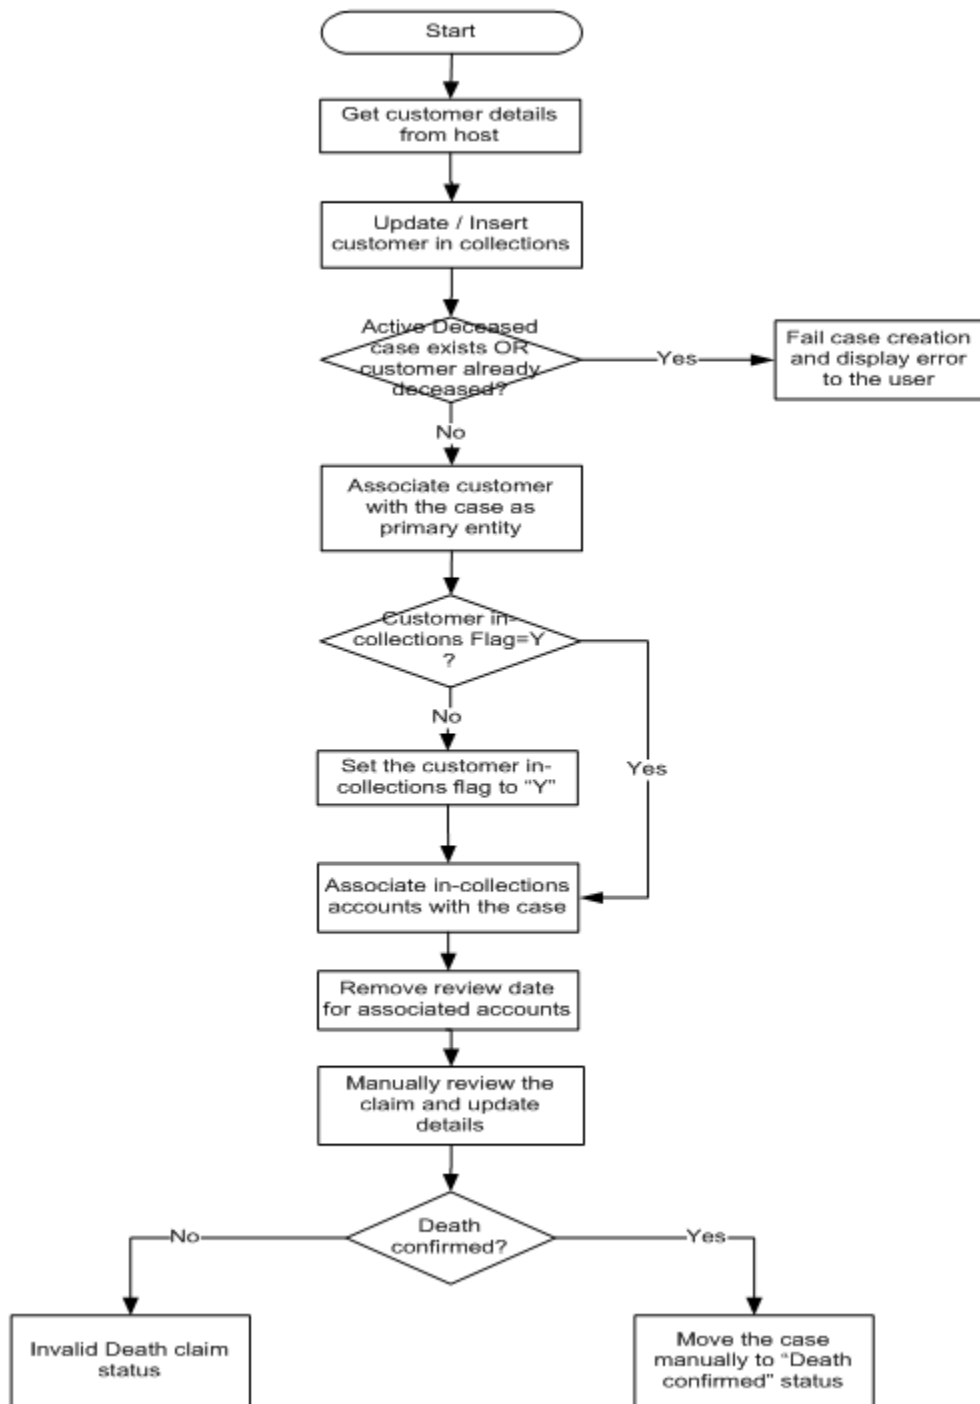 Start
Get customer details
from host
Update / Insert
customer in collections
Active Deceased
case exists OR
customer already
deceased?
Yes
Fail case creation
and display error
to the user
No
Associate customer
with the case as
primary entity
Customer in-
collections Flag=Y
?
No
Yes
Set the customer in-
collections flag to “Y”
Associate in-collections
accounts with the case
Remove review date
for associated accounts
Manually review the
claim and update
details
Death
confirmed?
No
Yes
Invalid Death claim
status
Move the case
manually to “Death
confirmed” status